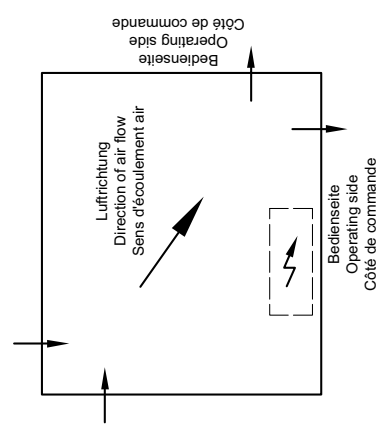 Bedienseite
Operating side
Côté de commande
Luftrichtung
Direction of air flow
Sens d'écoulement air
Bedienseite
Operating side
Côté de commande